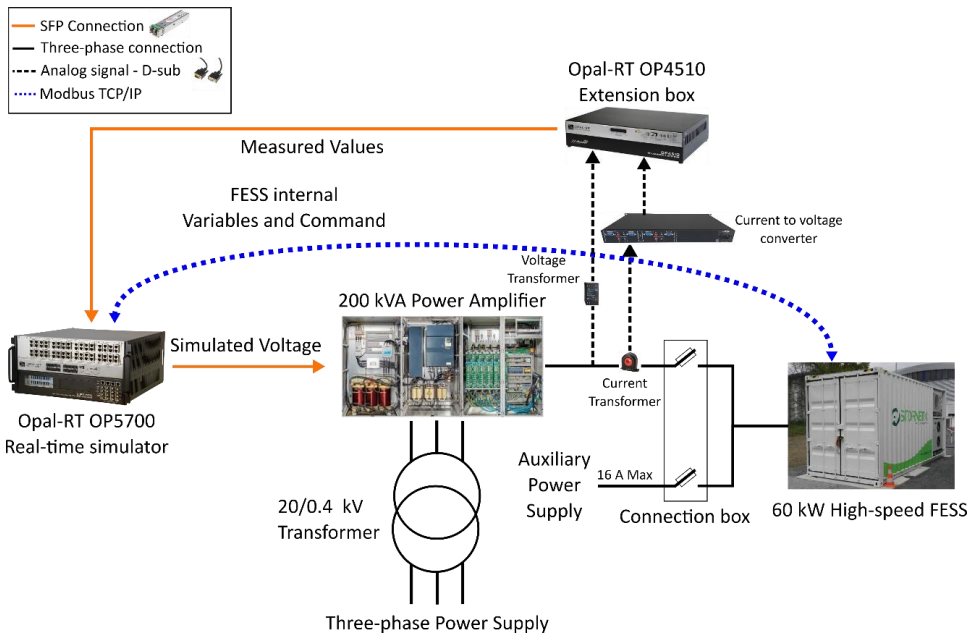 SFP Connection
Three-phase connection
Analog signal - D-sub
Modbus TCP/IP
Opal-RT OP4510
Extension box
Measured Values
FESS internal
Variables and Command
Current to voltage
converter
Voltage
Transformer
200 kVA Power Amplifier
Simulated Voltage
Opal-RT OP5700
Real-time simulator
Current
Transformer
STORNETIX
20/0.4 kV
Transformer
Auxiliary
Power
Supply
16 A Max
Connection box
60 kW High-speed FESS
Three-phase Power Supply